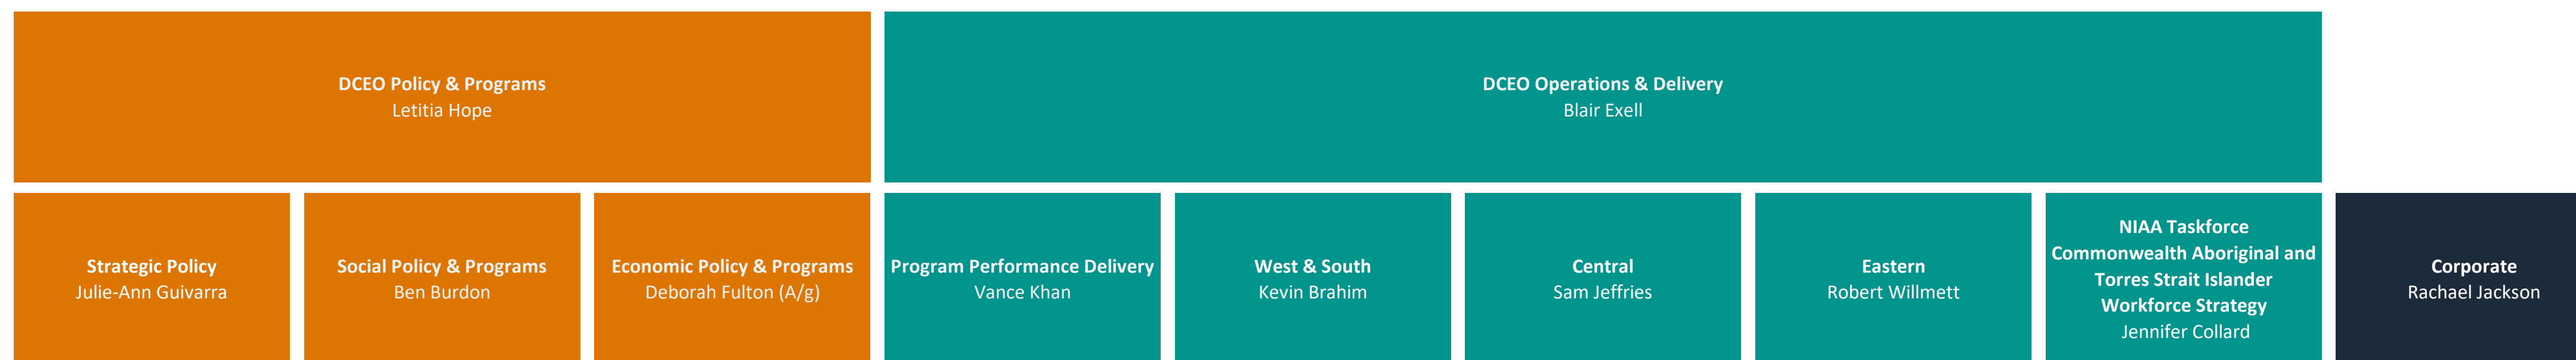 DCEO Policy & Programs
Letitia Hope
DCEO Operations & Delivery
Blair Exell
Strategic Policy
Julie-Ann Guivarra
Social Policy & Programs
Ben Burdon
Economic Policy & Programs
Deborah Fulton (A/g)
Program Performance Delivery
Vance Khan
West & South
Kevin Brahim
Central
Sam Jeffries
Eastern
Robert Willmett
NIAA Taskforce
Commonwealth Aboriginal and
Torres Strait Islander
Workforce Strategy
Jennifer Collard
Corporate
Rachael Jackson